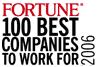 FORTUNE
100 BEST
COMPANIES
TO WORK FOR
2006